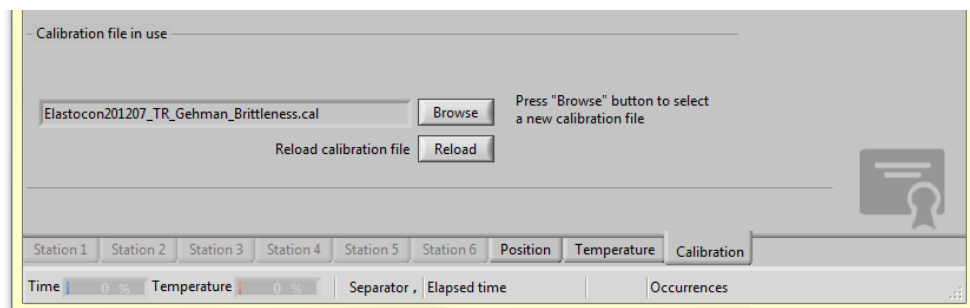 Calibration file in use
Elastocon201207_TR_Gehman_Brittleness.cal
Browse
Press "Browse" button to select
a new calibration file
Reload calibration file
Reload
Station 1 Station 2 Station 3 Station 4 Station 5 Station 6 Position Temperature Calibration
Time 0 % Temperature 0 % Separator , Elapsed time Occurrences